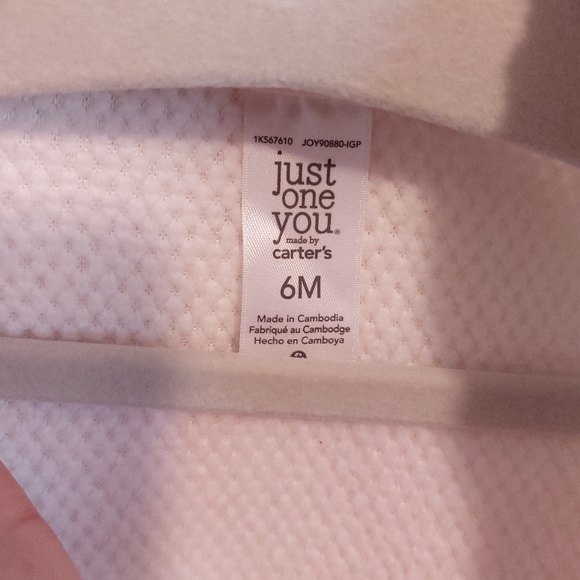 1K567610 JOY90880-IGP
just
one
you®
made by
carter's
6M
Made in Cambodia
Fabriqué au Cambodge
Hecho en Camboya